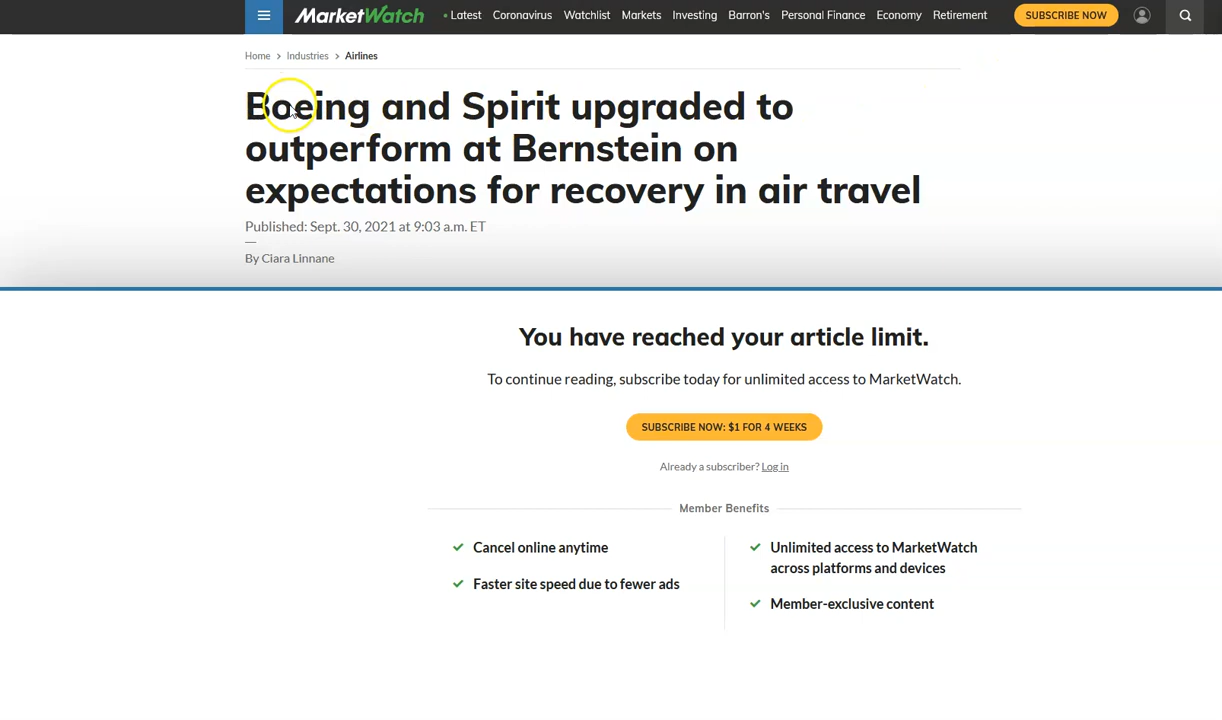 MarketWatch
• Latest Coronavirus Watchlist Markets Investing Barron's Personal Finance Economy Retirement
SUBSCRIBE NOW
Home > Industries > Airlines
Boeing and Spirit upgraded to
outperform at Bernstein on
expectations for recovery in air travel
Published: Sept. 30, 2021 at 9:03 a.m. ET
By Ciara Linnane
You have reached your article limit.
To continue reading, subscribe today for unlimited access to MarketWatch.
SUBSCRIBE NOW: $1 FOR 4 WEEKS
Already a subscriber? Log in
Member Benefits
Cancel online anytime
Faster site speed due to fewer ads
Unlimited access to MarketWatch
across platforms and devices
Member-exclusive content